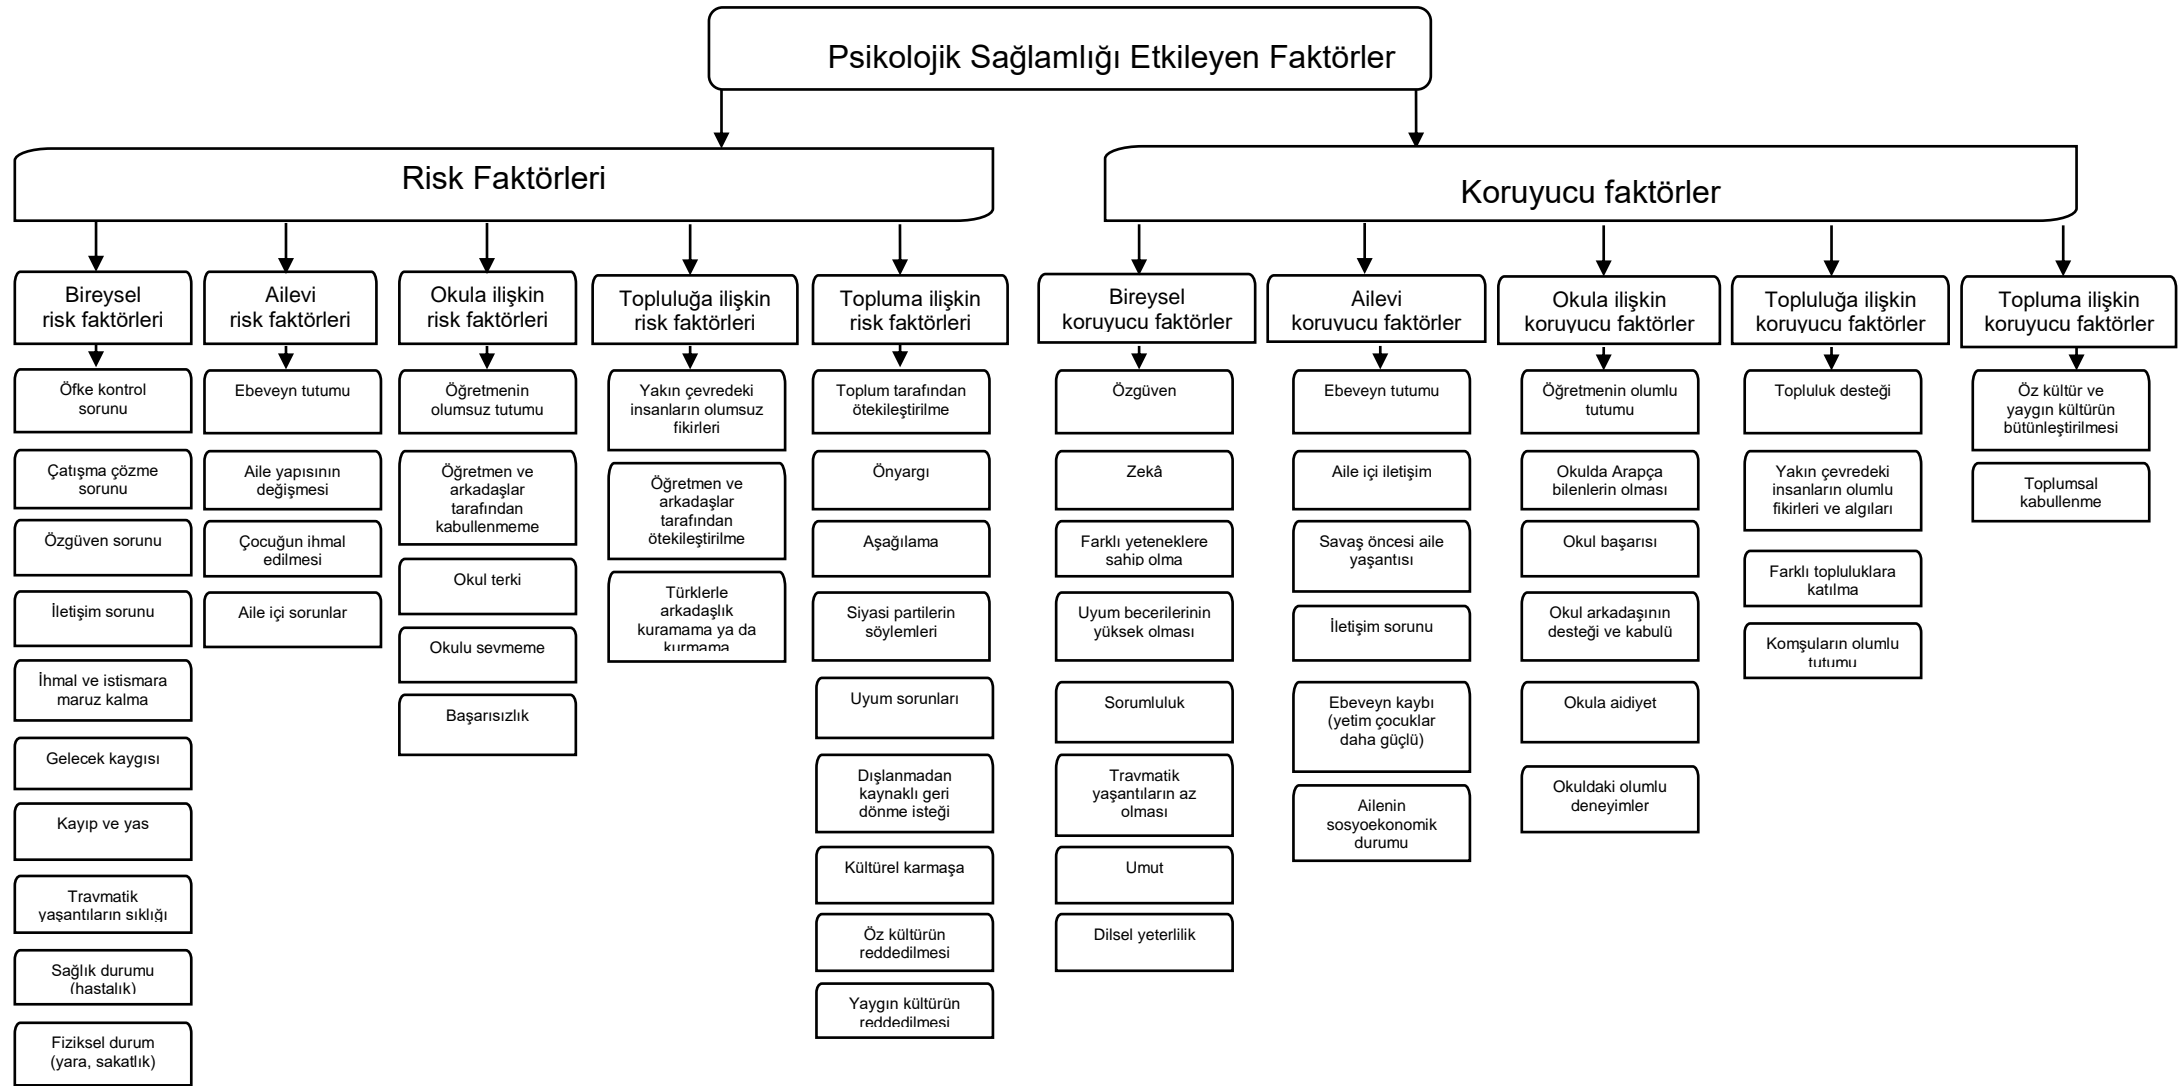 Psikolojik Sağlamlığı Etkileyen Faktörler
Risk Faktörleri
Koruyucu faktörler
Bireysel
risk faktörleri
Öfke kontrol
sorunu
Çatışma çözme
sorunu
Özgüven sorunu
İletişim sorunu
İhmal ve istismara
maruz kalma
Gelecek kaygısı
Kayıp ve yas
Travmatik
yaşantıların sıklığı
Sağlık durumu
(hastalık)
Fiziksel durum
(yara, sakatlık)
Ailevi
risk faktörleri
Ebeveyn tutumu
Aile yapısının
değişmesi
Çocuğun ihmal
edilmesi
Aile içi sorunlar
Okula ilişkin
risk faktörleri
Öğretmenin
olumsuz tutumu
Öğretmen ve
arkadaşlar
tarafından
kabullenmeme
Okul terki
Okulu sevmeme
Başarısızlık
Topluluğa ilişkin
risk faktörleri
Yakın çevredeki
insanların olumsuz
fikirleri
Öğretmen ve
arkadaşlar
tarafından
ötekileştirilme
Türklerle
arkadaşlık
kuramama ya da
kurmama
Topluma ilişkin
risk faktörleri
Toplum tarafından
ötekileştirilme
Önyargı
Aşağılama
Siyasi partilerin
söylemleri
Uyum sorunları
Dışlanmadan
kaynaklı geri
dönme isteği
Kültürel karmaşa
Öz kültürün
reddedilmesi
Yaygın kültürün
reddedilmesi
Bireysel
koruyucu faktörler
Özgüven
Zekâ
Farklı yeteneklere
sahip olma
Uyum becerilerinin
yüksek olması
Sorumluluk
Travmatik
yaşantıların az
olması
Umut
Dilsel yeterlilik
Ailevi
koruyucu faktörler
Ebeveyn tutumu
Aile içi iletişim
Savaş öncesi aile
yaşantısı
İletişim sorunu
Ebeveyn kaybı
(yetim çocuklar
daha güçlü)
Ailenin
sosyoekonomik
durumu
Okula ilişkin
koruyucu faktörler
Öğretmenin olumlu
tutumu
Okulda Arapça
bilenlerin olması
Okul başarısı
Okul arkadaşının
desteği ve kabulü
Okula aidiyet
Okuldaki olumlu
deneyimler
Topluluğa ilişkin
koruyucu faktörler
Topluluk desteği
Yakın çevredeki
insanların olumlu
fikirleri ve algıları
Farklı topluluklara
katılma
Komşuların olumlu
tutumu
Topluma ilişkin
koruyucu faktörler
Öz kültür ve
yaygın kültürün
bütünleştirilmesi
Toplumsal
kabullenme